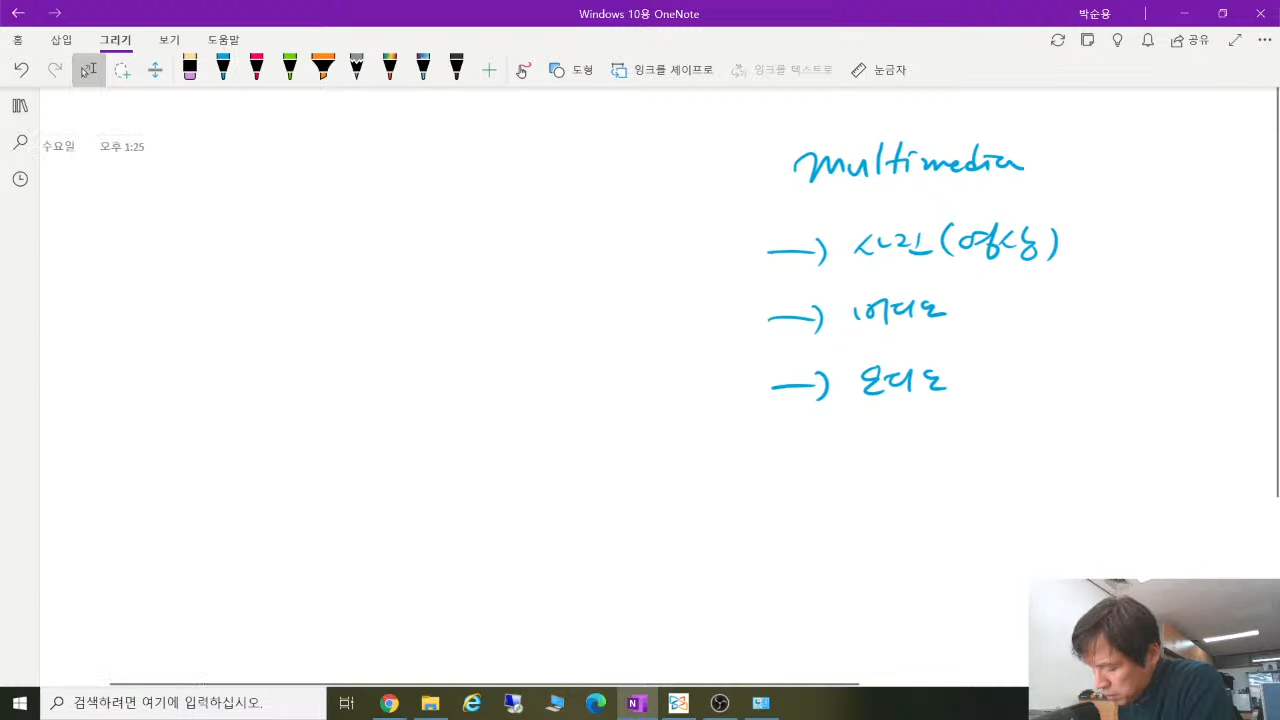 Windows 10용 OneNote
박순용
홈 삽입 그리기 보기 도움말
공유
도형 잉크를 셰이프로 잉크를 텍스트로 눈금자
수요일 오후 1:25
multimedia
→ 사진(영상)
→ 비디오
→ 오디오
검색하려면 여기에 입력하십시오.